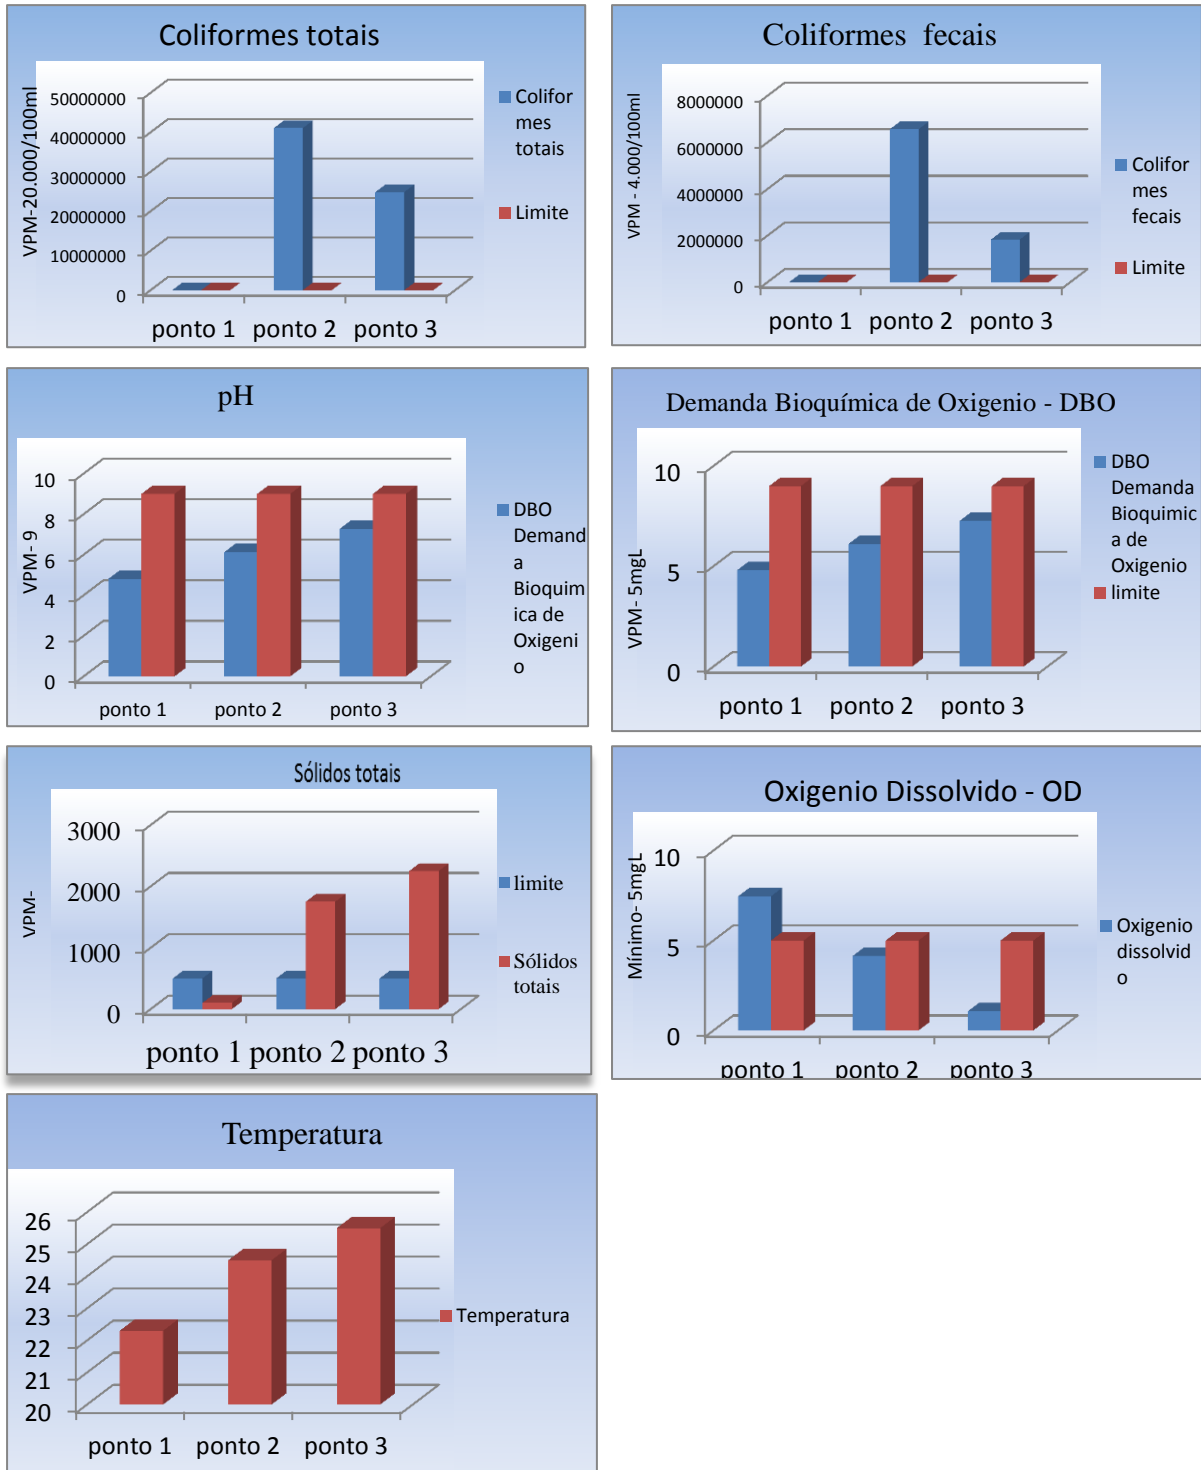 Coliformes totais
VPM-20.000/100ml
50000000
40000000
30000000
20000000
10000000
0
ponto 1 ponto 2 ponto 3
Colifor
mes
totais
Limite
Coliformes fecais
VPM - 4.000/100ml
8000000
6000000
4000000
2000000
0
ponto 1 ponto 2 ponto 3
Colifor
mes
fecais
Limite
pH
VPM- 9
10
8
6
4
2
0
ponto 1 ponto 2 ponto 3
DBO
Demand
a
Bioquim
ica de
Oxigeni
o
Demanda Bioquímica de Oxigenio - DBO
VPM- 5mgL
10
5
0
ponto 1 ponto 2 ponto 3
DBO
Demanda
Bioquimic
a de
Oxigenio
limite
Sólidos totais
VPM-
3000
2000
1000
0
ponto 1 ponto 2 ponto 3
limite
Sólidos
totais
Oxigenio Dissolvido - OD
Mínimo- 5mgL
10
5
0
ponto 1 ponto 2 ponto 3
Oxigenio
dissolvid
o
Temperatura
26
25
24
23
22
21
20
ponto 1 ponto 2 ponto 3
Temperatura